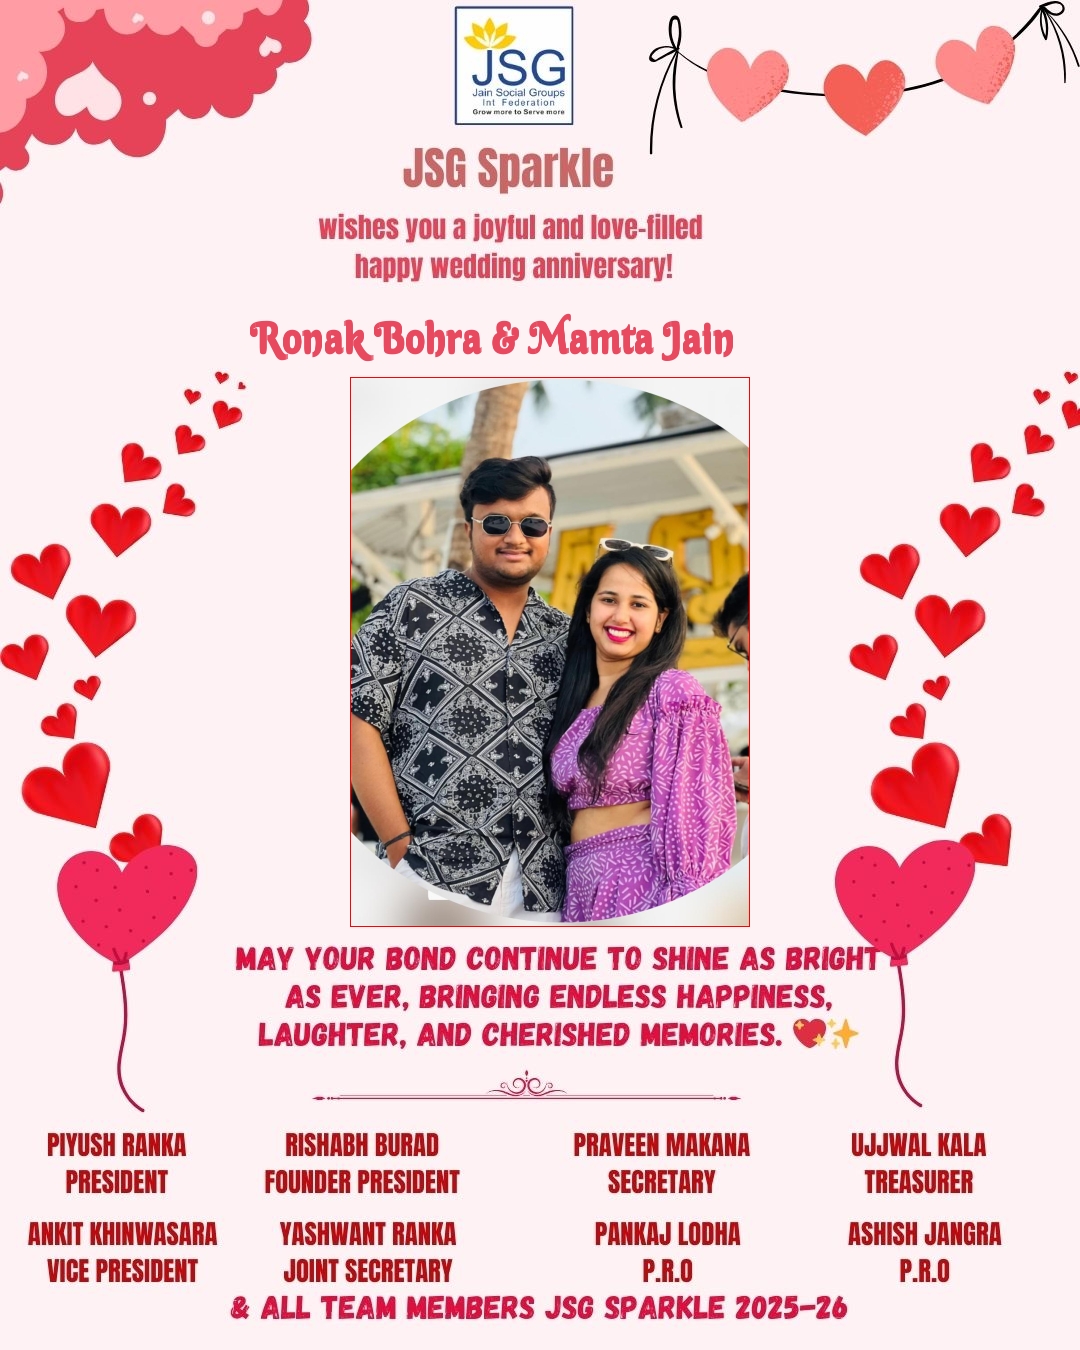 JSG
Jain Social Groups
Int Federation
Grow more to Serve more
JSG Sparkle
wishes you a joyful and love-filled
happy wedding anniversary!
Ronak Bohra & Mamta Jain
MAY YOUR BOND CONTINUE TO SHINE AS BRIGHT
AS EVER, BRINGING ENDLESS HAPPINESS,
LAUGHTER, AND CHERISHED MEMORIES. 💖✨
PIYUSH RANKA
PRESIDENT
RISHABH BURAD
FOUNDER PRESIDENT
PRAVEEN MAKANA
SECRETARY
UJJWAL KALA
TREASURER
ANKIT KHINWASARA
VICE PRESIDENT
YASHWANT RANKA
JOINT SECRETARY
PANKAJ LODHA
P.R.O
ASHISH JANGRA
P.R.O
& ALL TEAM MEMBERS JSG SPARKLE 2025-26